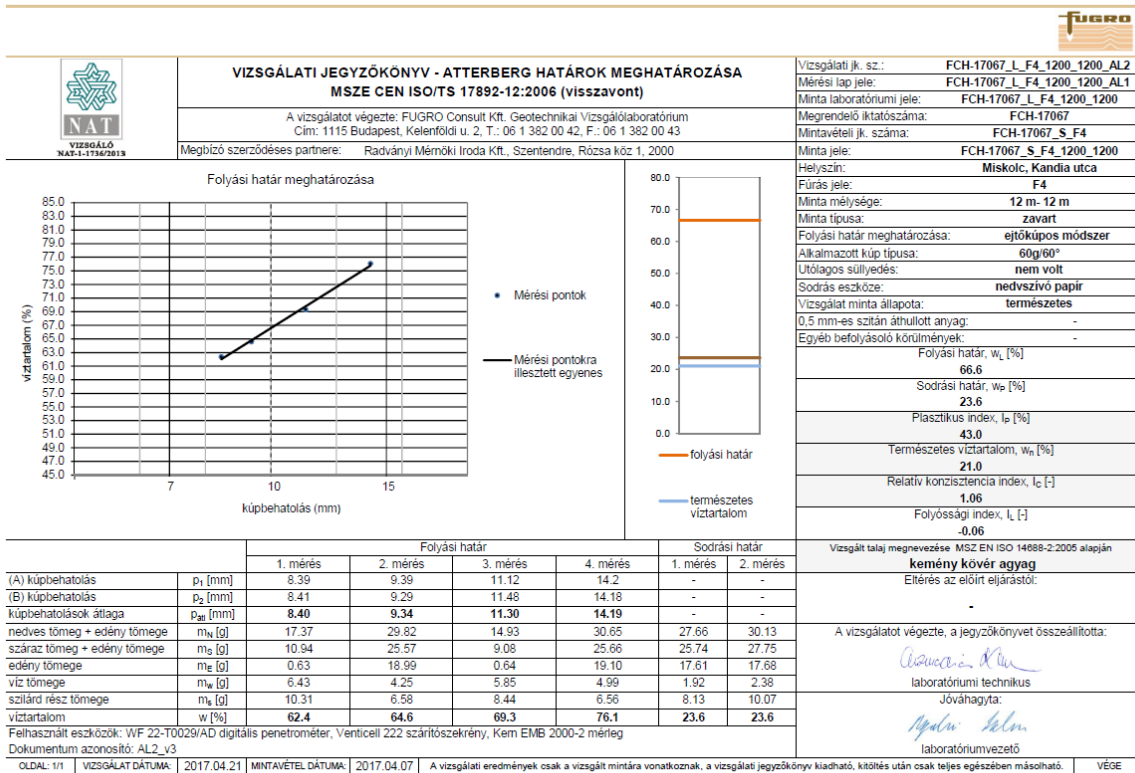 FUGRO
NAT
VIZSGÁLÓ
NAT-1-1736/2013
VIZSGÁLATI JEGYZŐKÖNYV - ATTERBERG HATÁROK MEGHATÁROZÁSA
MSZE CEN ISO/TS 17892-12:2006 (visszavont)
A vizsgálatot végezte: FUGRO Consult Kft. Geotechnikai Vizsgálólaboratórium
Cím: 1115 Budapest, Kelenföldi u. 2, T.: 06 1 382 00 42, F.: 06 1 382 00 43
Megbízó szerződéses partnere: Radványi Mérnöki Iroda Kft., Szentendre, Rózsa köz 1, 2000
Vizsgálati jk. sz.: FCH-17067_L_F4_1200_1200_AL2
Mérési lap jele: FCH-17067_L_F4_1200_1200_AL1
Minta laboratóriumi jele: FCH-17067_L_F4_1200_1200
Megrendelő iktatószáma: FCH-17067
Mintavételi jk. száma: FCH-17067_S_F4
Minta jele: FCH-17067_S_F4_1200_1200
Helyszín: Miskolc, Kandia utca
Fúrás jele: F4
Minta mélysége: 12 m- 12 m
Minta típusa: zavart
Folyási határ meghatározása: ejtőkúpos módszer
Alkalmazott kúp típusa: 60g/60°
Utólagos süllyedés: nem volt
Sodrás eszköze: nedvszívó papír
Vizsgálat minta állapota: természetes
0,5 mm-es szitán áthullott anyag: -
Egyéb befolyásoló körülmények: -
Folyási határ, wL [%]
66.6
Sodrási határ, wP [%]
23.6
Plasztikus index, IP [%]
43.0
Természetes víztartalom, wn [%]
21.0
Relatív konzisztencia index, IC [-]
1.06
Folyóssági index, IL [-]
-0.06
Vizsgált talaj megnevezése MSZ EN ISO 14688-2:2005 alapján
kemény kövér agyag
Eltérés az előírt eljárástól:
-
A vizsgálatot végezte, a jegyzőkönyvet összeállította:
laboratóriumi technikus
Jóváhagyta:
laboratóriumvezető
Folyási határ meghatározása
85.0
83.0
81.0
79.0
77.0
75.0
73.0
71.0
69.0
67.0
65.0
63.0
61.0
59.0
57.0
55.0
53.0
51.0
49.0
47.0
45.0
víztartalom (%)
7 10 15
kúpbehatolás (mm)
Mérési pontok
Mérési pontokra
illesztett egyenes
80.0
70.0
60.0
50.0
40.0
30.0
20.0
10.0
0.0
folyási határ
természetes
víztartalom
Folyási határ Sodrási határ
1. mérés 2. mérés 3. mérés 4. mérés 1. mérés 2. mérés
(A) kúpbehatolás p1 [mm] 8.39 9.39 11.12 14.2 - -
(B) kúpbehatolás p2 [mm] 8.41 9.29 11.48 14.18 - -
kúpbehatolások átlaga pátl [mm] 8.40 9.34 11.30 14.19 - -
nedves tömeg + edény tömege mN [g] 17.37 29.82 14.93 30.65 27.66 30.13
száraz tömeg + edény tömege mS [g] 10.94 25.57 9.08 25.66 25.74 27.75
edény tömege mE [g] 0.63 18.99 0.64 19.10 17.61 17.68
víz tömege mw [g] 6.43 4.25 5.85 4.99 1.92 2.38
szilárd rész tömege ms [g] 10.31 6.58 8.44 6.56 8.13 10.07
víztartalom w [%] 62.4 64.6 69.3 76.1 23.6 23.6
Felhasznált eszközök: WF 22-T0029/AD digitális penetrométer, Venticell 222 szárítószekrény, Kern EMB 2000-2 mérleg
Dokumentum azonosító: AL2_v3
OLDAL: 1/1 VIZSGÁLAT DÁTUMA: 2017.04.21 MINTAVÉTEL DÁTUMA: 2017.04.07 A vizsgálati eredmények csak a vizsgált mintára vonatkoznak, a vizsgálati jegyzőkönyv kiadható, kitöltés után csak teljes egészében másolható. VÉGE